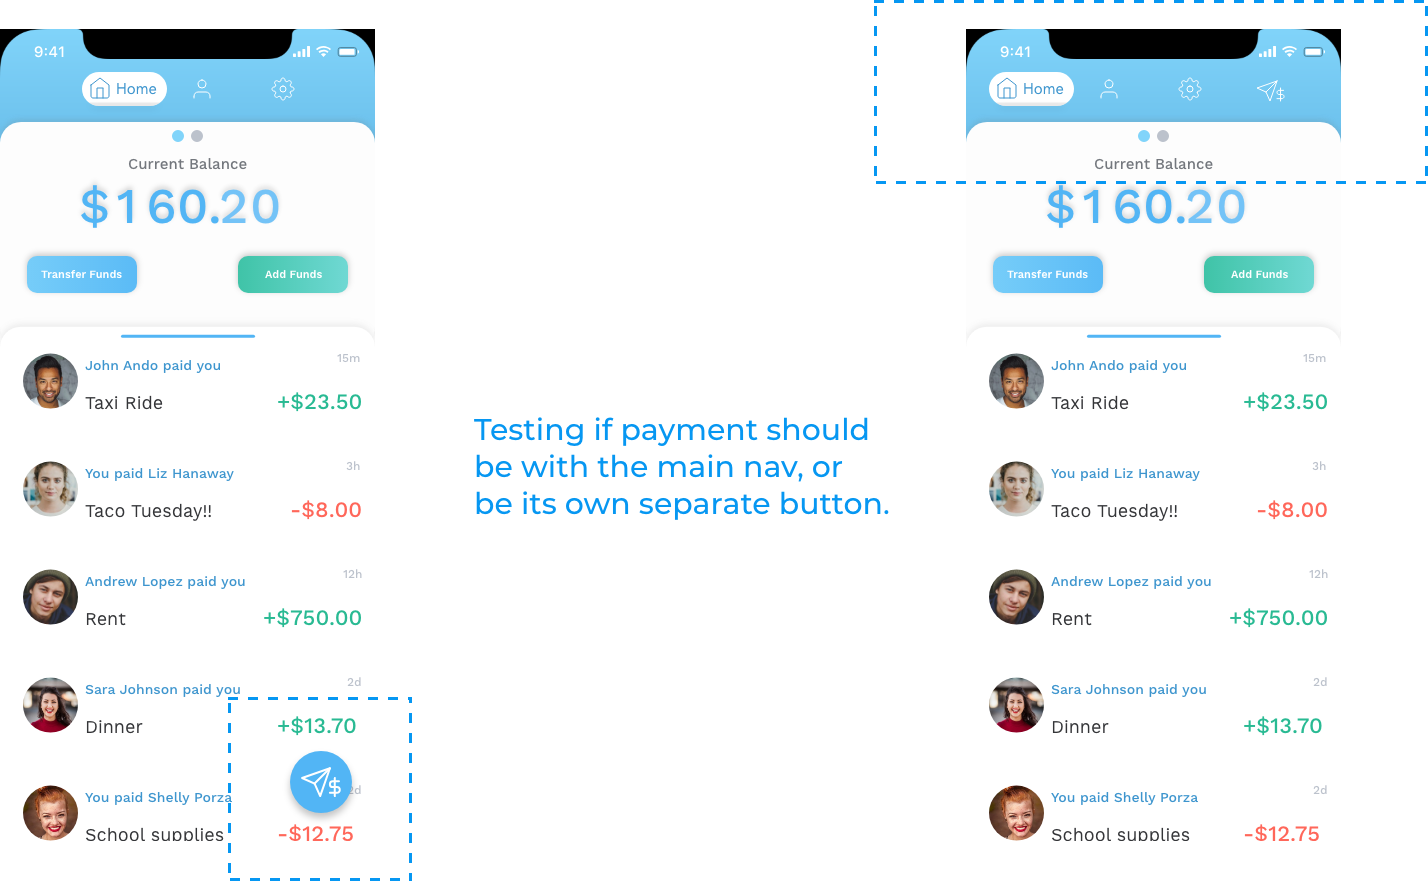 9:41
Home
Current Balance
$160.20
Transfer Funds
Add Funds
John Ando paid you
15m
Taxi Ride
+$23.50
You paid Liz Hanaway
3h
Taco Tuesday!!
-$8.00
Andrew Lopez paid you
12h
Rent
+$750.00
Sara Johnson paid you
2d
Dinner
+$13.70
$
You paid Shelly Porza
2d
School supplies
-$12.75
Testing if payment should
be with the main nav, or
be its own separate button.
9:41
Home
$
Current Balance
$160.20
Transfer Funds
Add Funds
John Ando paid you
15m
Taxi Ride
+$23.50
You paid Liz Hanaway
3h
Taco Tuesday!!
-$8.00
Andrew Lopez paid you
12h
Rent
+$750.00
Sara Johnson paid you
2d
Dinner
+$13.70
You paid Shelly Porza
2d
School supplies
-$12.75